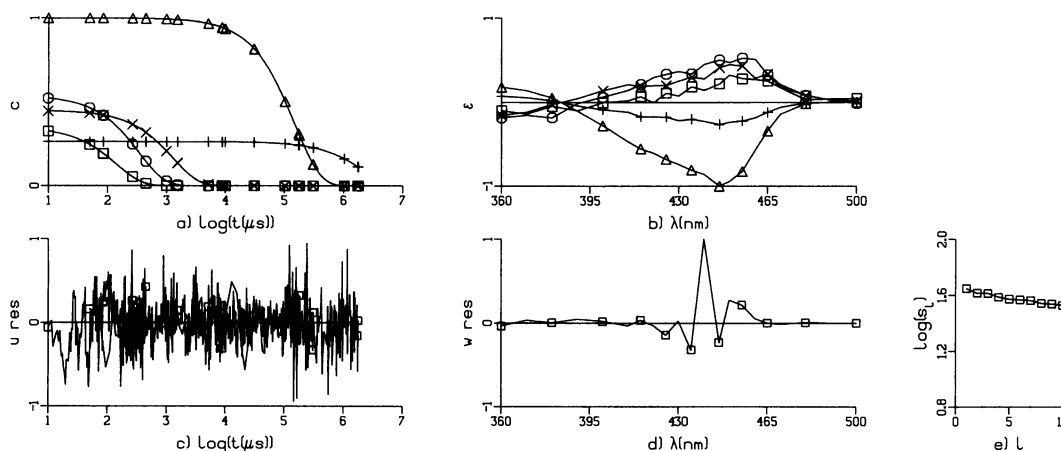 1
c
0
1 2 3 4 5 6 7
a) log(t(μs))
1
ε
-1
360 395 430 465 500
b) λ(nm)
1
u res
0
-1
1 2 3 4 5 6 7
c) log(t(μs))
1
w res
0
-1
360 395 430 465 500
d) λ(nm)
2.0
1.6
log(s_l)
1.2
0.8
0 5 1
e) l